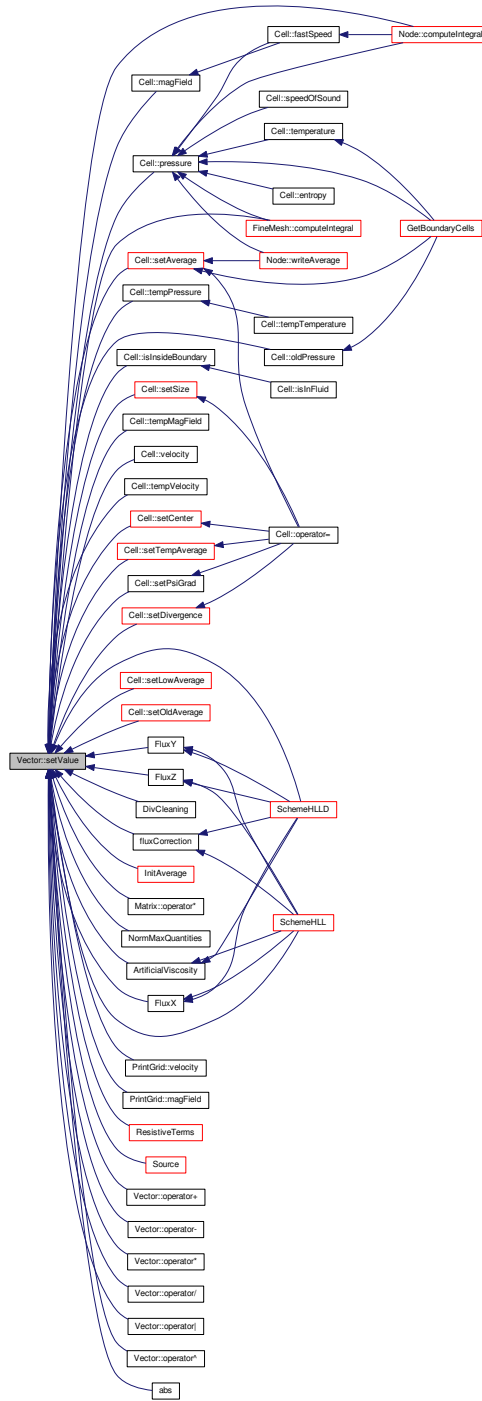 Cell::fastSpeed
Node::computeIntegral
Cell::magField
Cell::speedOfSound
Cell::temperature
Cell::pressure
Cell::entropy
FineMesh::computeIntegral
GetBoundaryCells
Cell::setAverage
Node::writeAverage
Cell::tempPressure
Cell::tempTemperature
Cell::isInsideBoundary
Cell::oldPressure
Cell::setSize
Cell::isInFluid
Cell::tempMagField
Cell::velocity
Cell::tempVelocity
Cell::setCenter
Cell::operator=
Cell::setTempAverage
Cell::setPsiGrad
Cell::setDivergence
Cell::setLowAverage
Cell::setOldAverage
FluxY
Vector::setValue
FluxZ
DivCleaning
SchemeHLLD
fluxCorrection
InitAverage
Matrix::operator*
SchemeHLL
NormMaxQuantities
ArtificialViscosity
FluxX
PrintGrid::velocity
PrintGrid::magField
ResistiveTerms
Source
Vector::operator+
Vector::operator-
Vector::operator*
Vector::operator/
Vector::operator|
Vector::operator^
abs